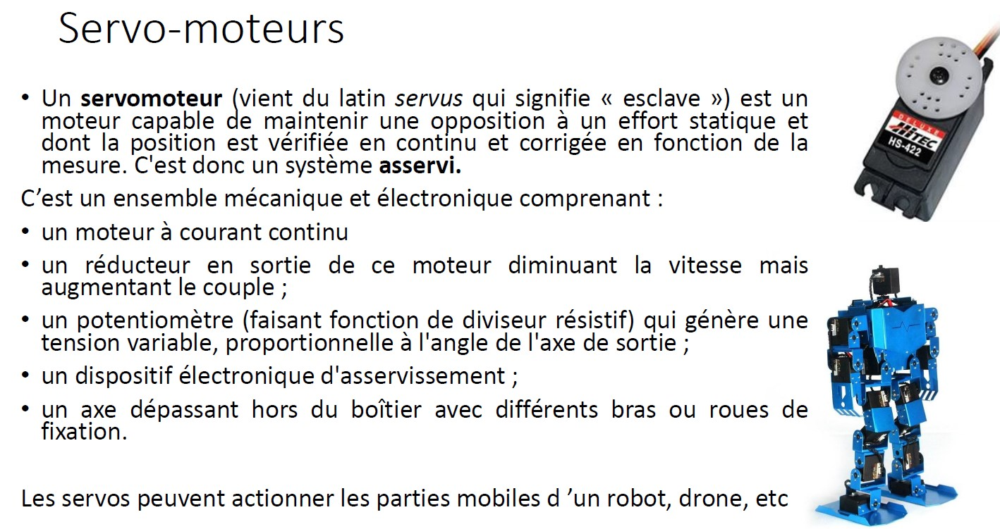 Servo-moteurs
• Un servomoteur (vient du latin servus qui signifie « esclave ») est un
moteur capable de maintenir une opposition à un effort statique et
dont la position est vérifiée en continu et corrigée en fonction de la
mesure. C'est donc un système asservi.
C’est un ensemble mécanique et électronique comprenant :
• un moteur à courant continu
• un réducteur en sortie de ce moteur diminuant la vitesse mais
augmentant le couple ;
• un potentiomètre (faisant fonction de diviseur résistif) qui génère une
tension variable, proportionnelle à l'angle de l'axe de sortie ;
• un dispositif électronique d'asservissement ;
• un axe dépassant hors du boîtier avec différents bras ou roues de
fixation.
Les servos peuvent actionner les parties mobiles d ’un robot, drone, etc
DELUXE
HiTEC
HS-422